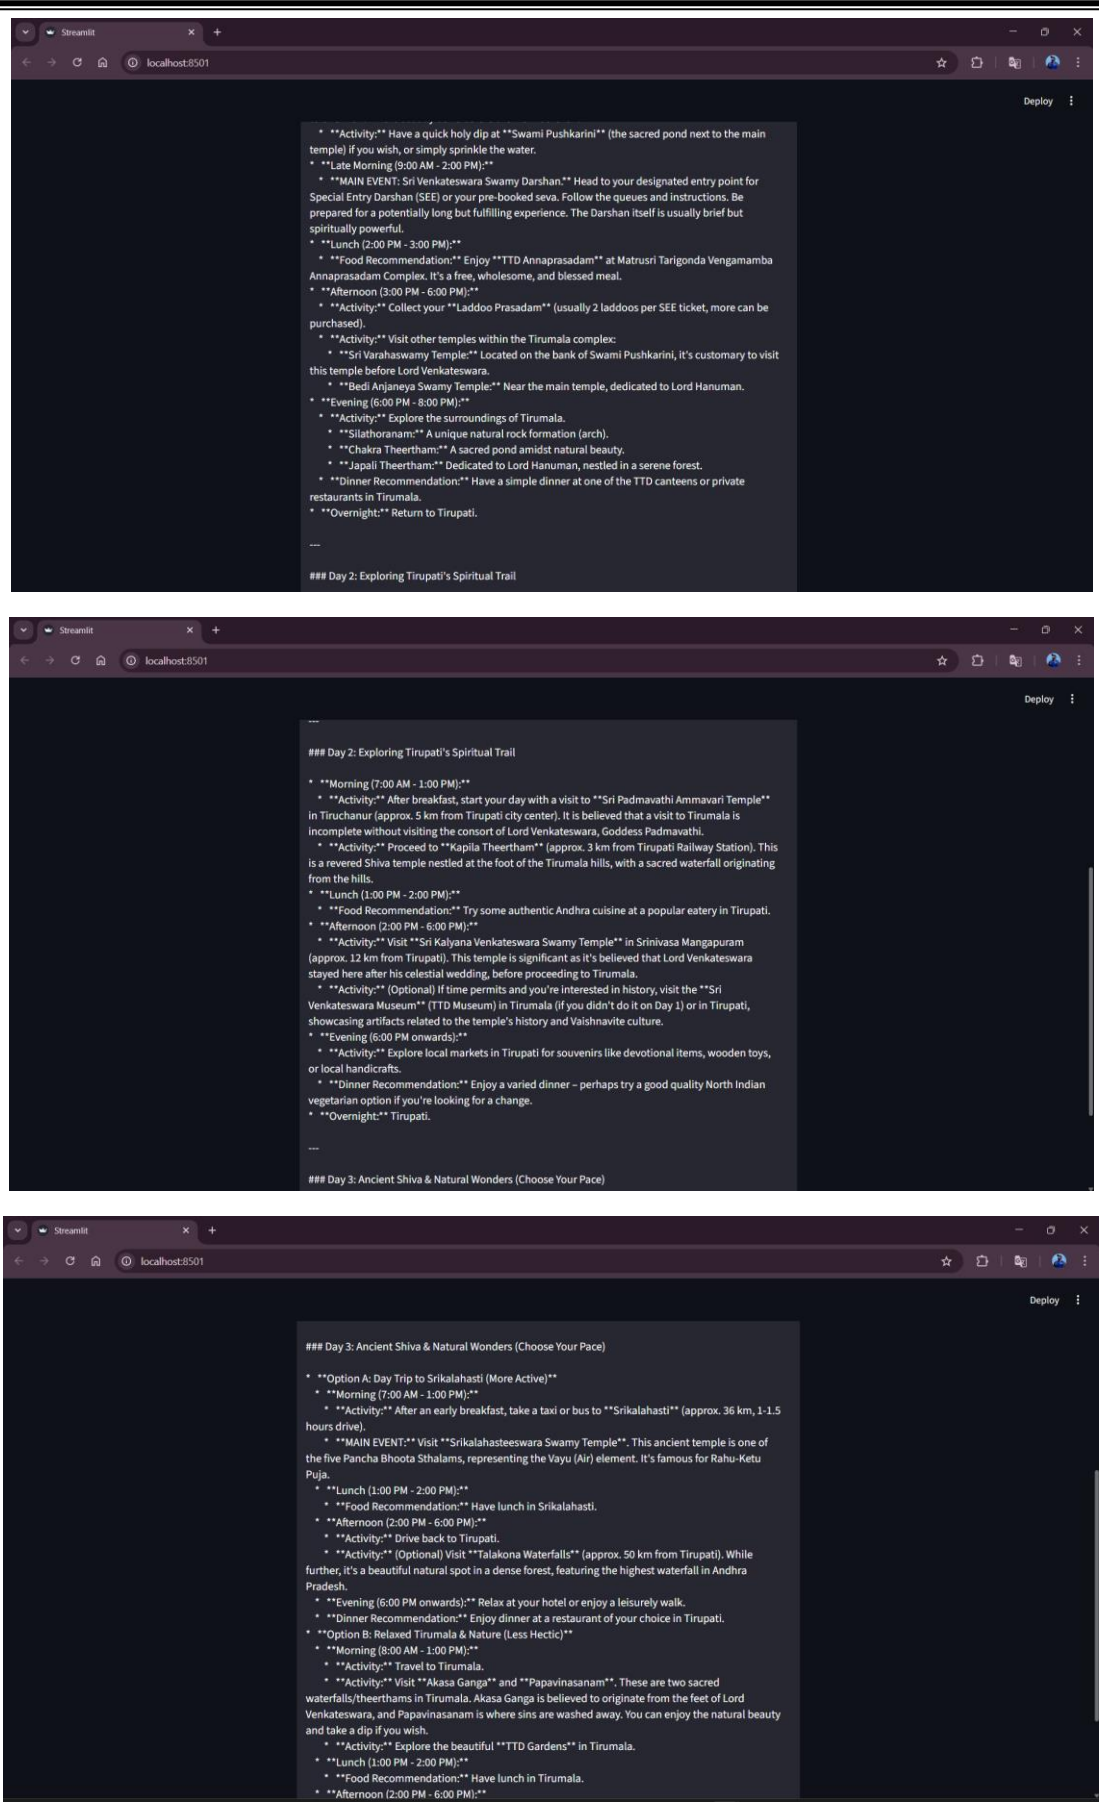 Streamlit
localhost:8501
Deploy
*   **Activity:** Have a quick holy dip at **Swami Pushkarini** (the sacred pond next to the main
temple) if you wish, or simply sprinkle the water.
*   **Late Morning (9:00 AM - 2:00 PM):**
*   **MAIN EVENT: Sri Venkateswara Swamy Darshan.** Head to your designated entry point for
Special Entry Darshan (SEE) or your pre-booked seva. Follow the queues and instructions. Be
prepared for a potentially long but fulfilling experience. The Darshan itself is usually brief but
spiritually powerful.
*   **Lunch (2:00 PM - 3:00 PM):**
*   **Food Recommendation:** Enjoy **TTD Annaprasadam** at Matrusri Tarigonda Vengamamba
Annaprasadam Complex. It's a free, wholesome, and blessed meal.
*   **Afternoon (3:00 PM - 6:00 PM):**
*   **Activity:** Collect your **Laddoo Prasadam** (usually 2 laddoos per SEE ticket, more can be
purchased).
*   **Activity:** Visit other temples within the Tirumala complex:
*   **Sri Varahaswamy Temple:** Located on the bank of Swami Pushkarini, it's customary to visit
this temple before Lord Venkateswara.
*   **Bedi Anjaneya Swamy Temple:** Near the main temple, dedicated to Lord Hanuman.
*   **Evening (6:00 PM - 8:00 PM):**
*   **Activity:** Explore the surroundings of Tirumala.
*   **Silathoranam:** A unique natural rock formation (arch).
*   **Chakra Theertham:** A sacred pond amidst natural beauty.
*   **Japali Theertham:** Dedicated to Lord Hanuman, nestled in a serene forest.
*   **Dinner Recommendation:** Have a simple dinner at one of the TTD canteens or private
restaurants in Tirumala.
*   **Overnight:** Return to Tirupati.
---
### Day 2: Exploring Tirupati's Spiritual Trail
Streamlit
localhost:8501
Deploy
---
### Day 2: Exploring Tirupati's Spiritual Trail
*   **Morning (7:00 AM - 1:00 PM):**
*   **Activity:** After breakfast, start your day with a visit to **Sri Padmavathi Ammavari Temple**
in Tiruchanur (approx. 5 km from Tirupati city center). It is believed that a visit to Tirumala is
incomplete without visiting the consort of Lord Venkateswara, Goddess Padmavathi.
*   **Activity:** Proceed to **Kapila Theertham** (approx. 3 km from Tirupati Railway Station). This
is a revered Shiva temple nestled at the foot of the Tirumala hills, with a sacred waterfall originating
from the hills.
*   **Lunch (1:00 PM - 2:00 PM):**
*   **Food Recommendation:** Try some authentic Andhra cuisine at a popular eatery in Tirupati.
*   **Afternoon (2:00 PM - 6:00 PM):**
*   **Activity:** Visit **Sri Kalyana Venkateswara Swamy Temple** in Srinivasa Mangapuram
(approx. 12 km from Tirupati). This temple is significant as it's believed that Lord Venkateswara
stayed here after his celestial wedding, before proceeding to Tirumala.
*   **Activity:** (Optional) If time permits and you're interested in history, visit the **Sri
Venkateswara Museum** (TTD Museum) in Tirumala (if you didn't do it on Day 1) or in Tirupati,
showcasing artifacts related to the temple's history and Vaishnavite culture.
*   **Evening (6:00 PM onwards):**
*   **Activity:** Explore local markets in Tirupati for souvenirs like devotional items, wooden toys,
or local handicrafts.
*   **Dinner Recommendation:** Enjoy a varied dinner – perhaps try a good quality North Indian
vegetarian option if you're looking for a change.
*   **Overnight:** Tirupati.
---
### Day 3: Ancient Shiva & Natural Wonders (Choose Your Pace)
Streamlit
localhost:8501
Deploy
### Day 3: Ancient Shiva & Natural Wonders (Choose Your Pace)
*   **Option A: Day Trip to Srikalahasti (More Active)**
*   **Morning (7:00 AM - 1:00 PM):**
*   **Activity:** After an early breakfast, take a taxi or bus to **Srikalahasti** (approx. 36 km, 1-1.5
hours drive).
*   **MAIN EVENT:** Visit **Srikalahasteeswara Swamy Temple**. This ancient temple is one of
the five Pancha Bhoota Sthalams, representing the Vayu (Air) element. It's famous for Rahu-Ketu
Puja.
*   **Lunch (1:00 PM - 2:00 PM):**
*   **Food Recommendation:** Have lunch in Srikalahasti.
*   **Afternoon (2:00 PM - 6:00 PM):**
*   **Activity:** Drive back to Tirupati.
*   **Activity:** (Optional) Visit **Talakona Waterfalls** (approx. 50 km from Tirupati). While
further, it's a beautiful natural spot in a dense forest, featuring the highest waterfall in Andhra
Pradesh.
*   **Evening (6:00 PM onwards):** Relax at your hotel or enjoy a leisurely walk.
*   **Dinner Recommendation:** Enjoy dinner at a restaurant of your choice in Tirupati.
*   **Option B: Relaxed Tirumala & Nature (Less Hectic)**
*   **Morning (8:00 AM - 1:00 PM):**
*   **Activity:** Travel to Tirumala.
*   **Activity:** Visit **Akasa Ganga** and **Papavinasanam**. These are two sacred
waterfalls/theerthams in Tirumala. Akasa Ganga is believed to originate from the feet of Lord
Venkateswara, and Papavinasanam is where sins are washed away. You can enjoy the natural beauty
and take a dip if you wish.
*   **Activity:** Explore the beautiful **TTD Gardens** in Tirumala.
*   **Lunch (1:00 PM - 2:00 PM):**
*   **Food Recommendation:** Have lunch in Tirumala.
*   **Afternoon (2:00 PM - 6:00 PM):**